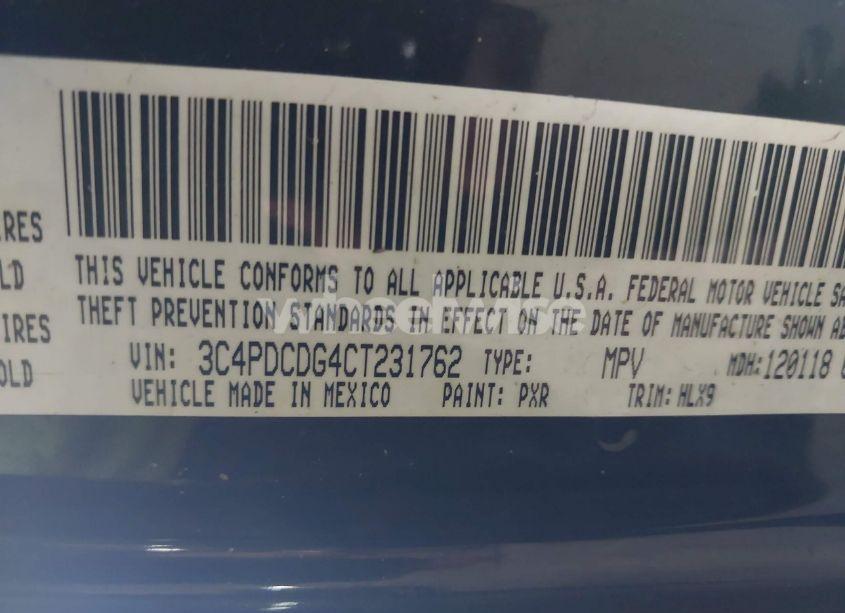 IRES
OLD
TIRES
OLD
THIS VEHICLE CONFORMS TO ALL APPLICABLE U.S.A. FEDERAL MOTOR VEHICLE SA
THEFT PREVENTION STANDARDS IN EFFECT ON THE DATE OF MANUFACTURE SHOWN AB
VIN: 3C4PDCDG4CT231762 TYPE: MPV MDH:120118
VEHICLE MADE IN MEXICO PAINT: PXR TRIM: HLX9